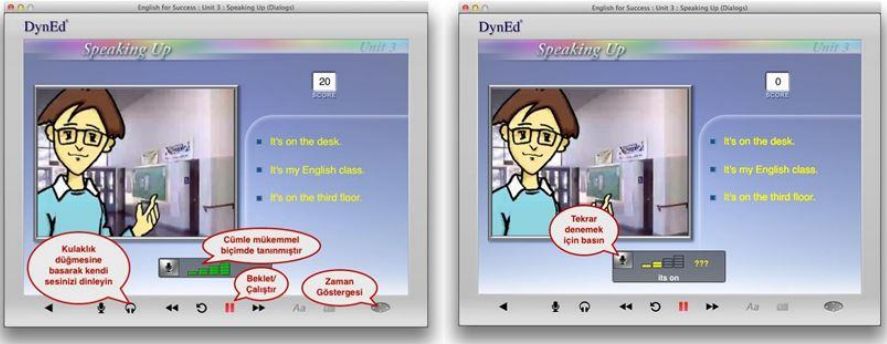 English for Success : Unit 3 : Speaking Up (Dialogs)
DynEd
Speaking Up
Unit 3
20
SCORE
It's on the desk.
It's my English class.
It's on the third floor.
Kulaklık
düğmesine
basarak kendi
sesinizi dinleyin
Cümle mükemmel
biçimde tanınmıştır
Beklet/
Çalıştır
Zaman
Göstergesi
Aa
English for Success : Unit 3 : Speaking Up (Dialogs)
DynEd
Speaking Up
Unit 3
0
SCORE
It's on the desk.
It's my English class.
It's on the third floor.
Tekrar
denemek
için basın
???
its on
Aa